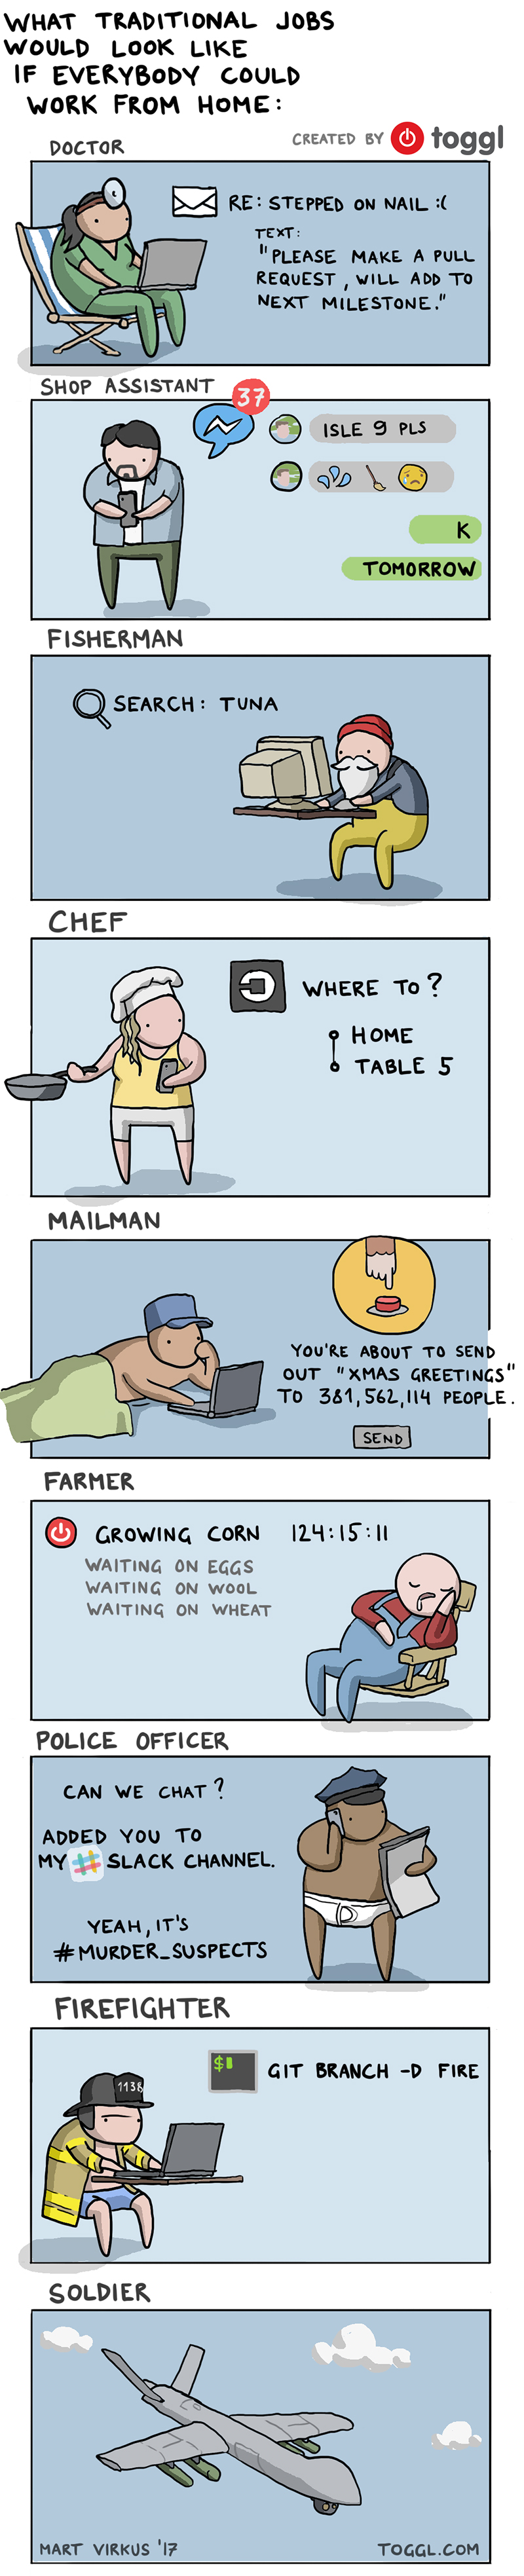 WHAT TRADITIONAL JOBS
WOULD LOOK LIKE
IF EVERYBODY COULD
WORK FROM HOME:
CREATED BY toggl
DOCTOR
RE: STEPPED ON NAIL :(
TEXT:
"PLEASE MAKE A PULL
REQUEST, WILL ADD TO
NEXT MILESTONE."
SHOP ASSISTANT
37
ISLE 9 PLS
K
TOMORROW
FISHERMAN
SEARCH: TUNA
CHEF
WHERE TO?
HOME
TABLE 5
MAILMAN
YOU'RE ABOUT TO SEND
OUT "XMAS GREETINGS"
TO 381,562,114 PEOPLE.
SEND
FARMER
GROWING CORN 124:15:11
WAITING ON EGGS
WAITING ON WOOL
WAITING ON WHEAT
POLICE OFFICER
CAN WE CHAT?
ADDED YOU TO
MY SLACK CHANNEL.
YEAH, IT'S
#MURDER_SUSPECTS
FIREFIGHTER
1138
$
GIT BRANCH -D FIRE
SOLDIER
MART VIRKUS '17
TOGGL.COM